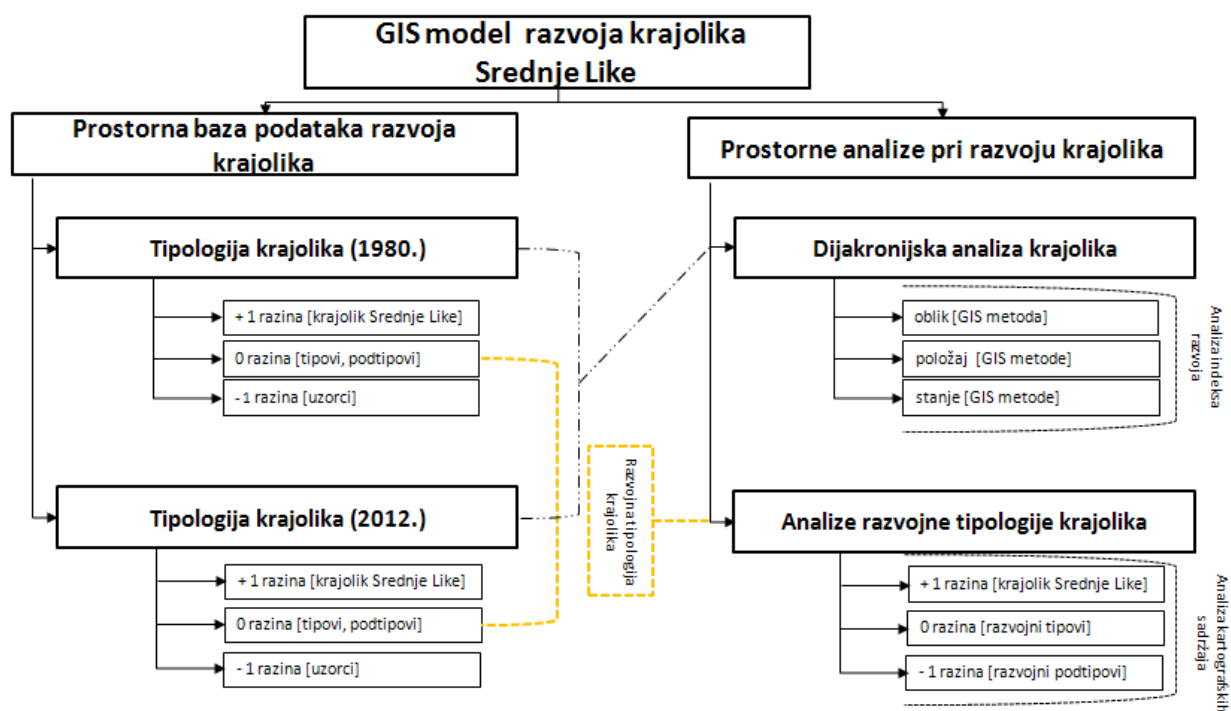 GIS model razvoja krajolika
Srednje Like
Prostorna baza podataka razvoja
krajolika
Tipologija krajolika (1980.)
+ 1 razina [krajolik Srednje Like]
0 razina [tipovi, podtipovi]
- 1 razina [uzorci]
Tipologija krajolika (2012.)
+ 1 razina [krajolik Srednje Like]
0 razina [tipovi, podtipovi]
- 1 razina [uzorci]
Razvojna tipologija
krajolika
Prostorne analize pri razvoju krajolika
Dijakronijska analiza krajolika
oblik [GIS metoda]
položaj [GIS metode]
stanje [GIS metode]
Analiza indeksa
razvoja
Analize razvojne tipologije krajolika
+ 1 razina [krajolik Srednje Like]
0 razina [razvojni tipovi]
- 1 razina [razvojni podtipovi]
Analiza kartografskih
sadržaja